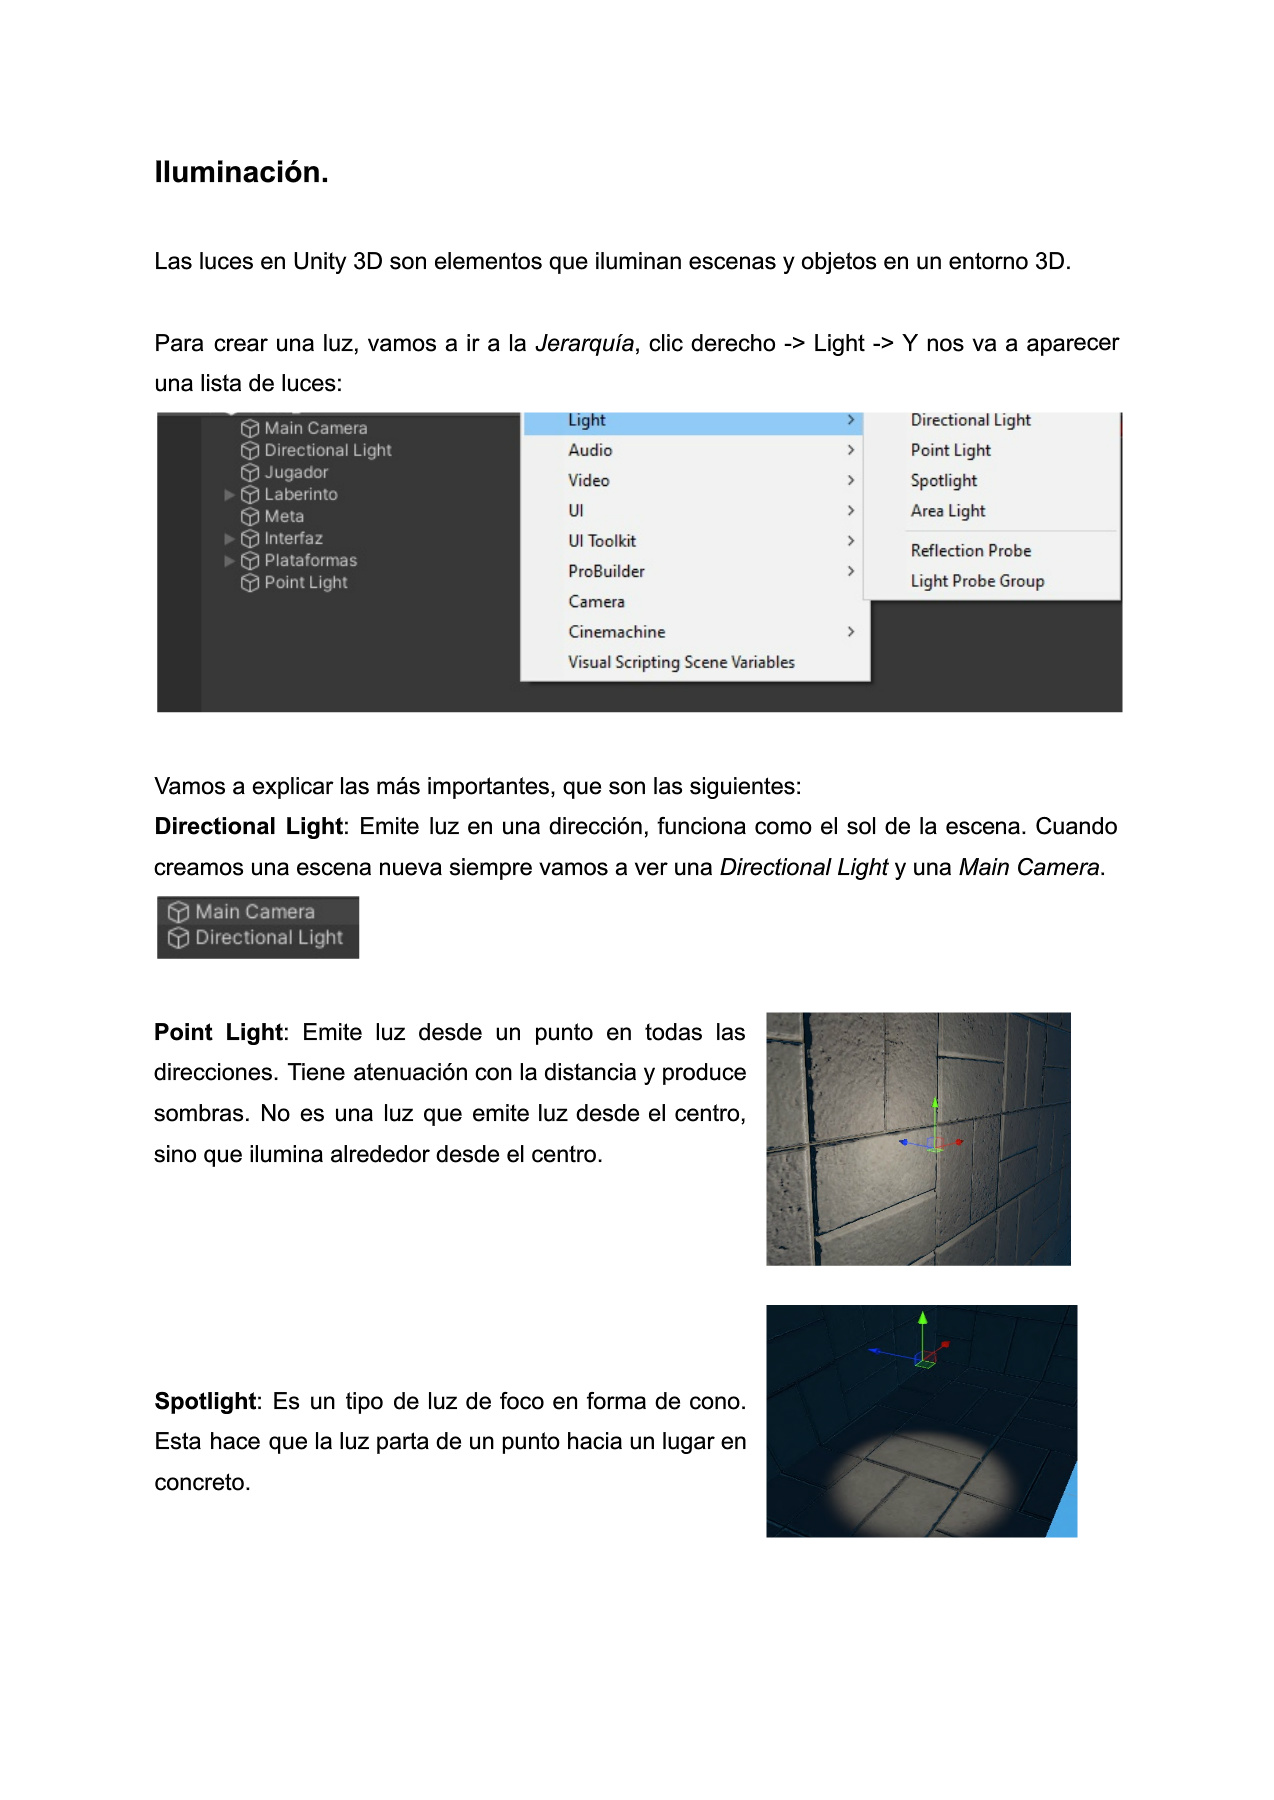 Iluminación.
Las luces en Unity 3D son elementos que iluminan escenas y objetos en un entorno 3D.
Para crear una luz, vamos a ir a la Jerarquía, clic derecho -> Light -> Y nos va a aparecer
una lista de luces:
Main Camera
Directional Light
Jugador
Laberinto
Meta
Interfaz
Plataformas
Point Light
Light
Audio
Video
UI
UI Toolkit
ProBuilder
Camera
Cinemachine
Visual Scripting Scene Variables
Directional Light
Point Light
Spotlight
Area Light
Reflection Probe
Light Probe Group
Vamos a explicar las más importantes, que son las siguientes:
Directional Light: Emite luz en una dirección, funciona como el sol de la escena. Cuando
creamos una escena nueva siempre vamos a ver una Directional Light y una Main Camera.
Main Camera
Directional Light
Point Light: Emite luz desde un punto en todas las
direcciones. Tiene atenuación con la distancia y produce
sombras. No es una luz que emite luz desde el centro,
sino que ilumina alrededor desde el centro.
Spotlight: Es un tipo de luz de foco en forma de cono.
Esta hace que la luz parta de un punto hacia un lugar en
concreto.